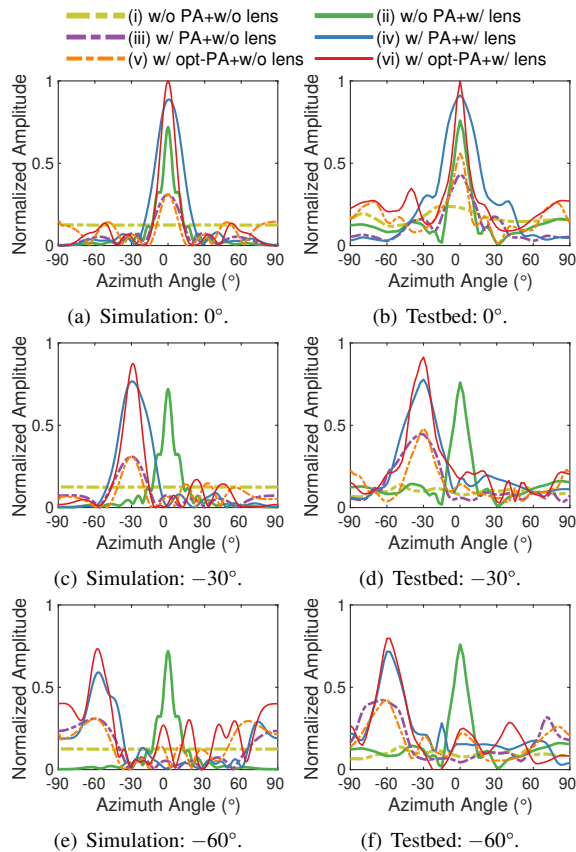 (i) w/o PA+w/o lens (ii) w/o PA+w/ lens
(iii) w/ PA+w/o lens (iv) w/ PA+w/ lens
(v) w/ opt-PA+w/o lens (vi) w/ opt-PA+w/ lens
Normalized Amplitude
1
0.5
0
-90 -60 -30 0 30 60 90
Azimuth Angle (°)
(a) Simulation: 0°.
Normalized Amplitude
1
0.5
0
-90 -60 -30 0 30 60 90
Azimuth Angle (°)
(b) Testbed: 0°.
Normalized Amplitude
1
0.5
0
-90 -60 -30 0 30 60 90
Azimuth Angle (°)
(c) Simulation: −30°.
Normalized Amplitude
1
0.5
0
-90 -60 -30 0 30 60 90
Azimuth Angle (°)
(d) Testbed: −30°.
Normalized Amplitude
1
0.5
0
-90 -60 -30 0 30 60 90
Azimuth Angle (°)
(e) Simulation: −60°.
Normalized Amplitude
1
0.5
0
-90 -60 -30 0 30 60 90
Azimuth Angle (°)
(f) Testbed: −60°.